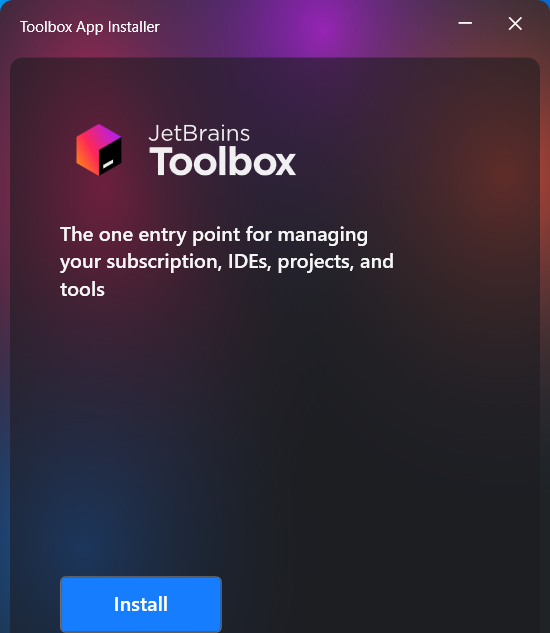 Toolbox App Installer
JetBrains
Toolbox
The one entry point for managing
your subscription, IDEs, projects, and
tools
Install